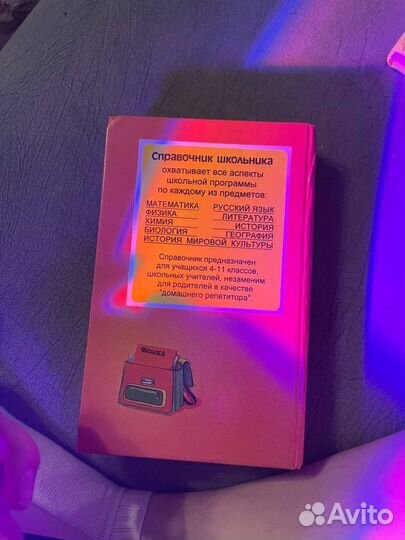 Справочник школьника
охватывает все аспекты
школьной программы
по каждому из предметов:
МАТЕМАТИКА РУССКИЙ ЯЗЫК
ФИЗИКА ЛИТЕРАТУРА
ХИМИЯ ИСТОРИЯ
БИОЛОГИЯ ГЕОГРАФИЯ
ИСТОРИЯ МИРОВОЙ КУЛЬТУРЫ
Справочник предназначен
для учащихся 4-11 классов,
школьных учителей, незаменим
для родителей в качестве
"домашнего репетитора".
ФИЗИКА
Avito